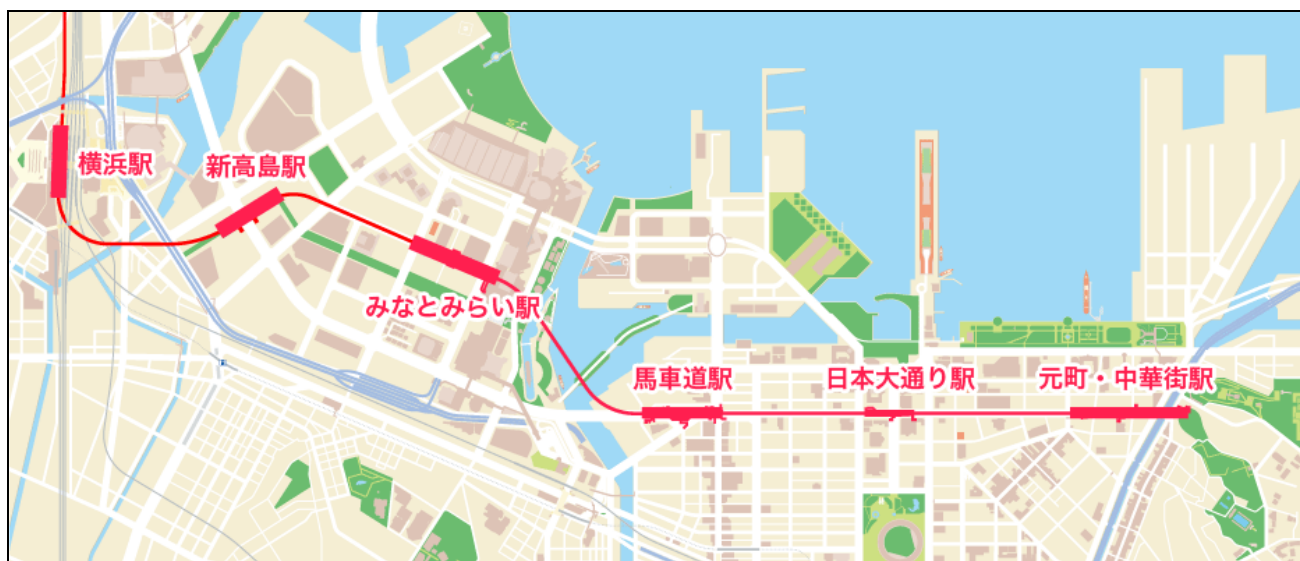 横浜駅
新高島駅
みなとみらい駅
馬車道駅
日本大通り駅
元町・中華街駅